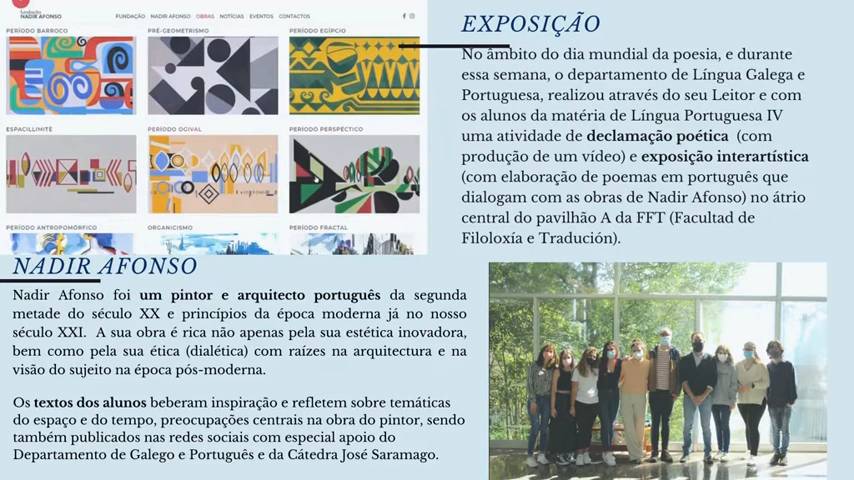 fundação
NADIR AFONSO
FUNDAÇÃO NADIR AFONSO OBRAS NOTÍCIAS EVENTOS CONTACTOS
PERÍODO BARROCO PRÉ-GEOMETRISMO PERÍODO EGÍPCIO
ESPACILLIMITÉ PERÍODO OGIVAL PERÍODO PERSPÉCTICO
PERÍODO ANTROPOMÓRFICO ORGANICISMO PERÍODO FRACTAL
NADIR AFONSO
Nadir Afonso foi um pintor e arquitecto português da segunda
metade do século XX e princípios da época moderna já no nosso
século XXI. A sua obra é rica não apenas pela sua estética inovadora,
bem como pela sua ética (dialética) com raízes na arquitectura e na
visão do sujeito na época pós-moderna.
Os textos dos alunos beberam inspiração e refletem sobre temáticas
do espaço e do tempo, preocupações centrais na obra do pintor, sendo
também publicados nas redes sociais com especial apoio do
Departamento de Galego e Português e da Cátedra José Saramago.
EXPOSIÇÃO
No âmbito do dia mundial da poesia, e durante
essa semana, o departamento de Língua Galega e
Portuguesa, realizou através do seu Leitor e com
os alunos da matéria de Língua Portuguesa IV
uma atividade de declamação poética (com
produção de um vídeo) e exposição interartística
(com elaboração de poemas em português que
dialogam com as obras de Nadir Afonso) no átrio
central do pavilhão A da FFT (Facultad de
Filoloxía e Tradución).